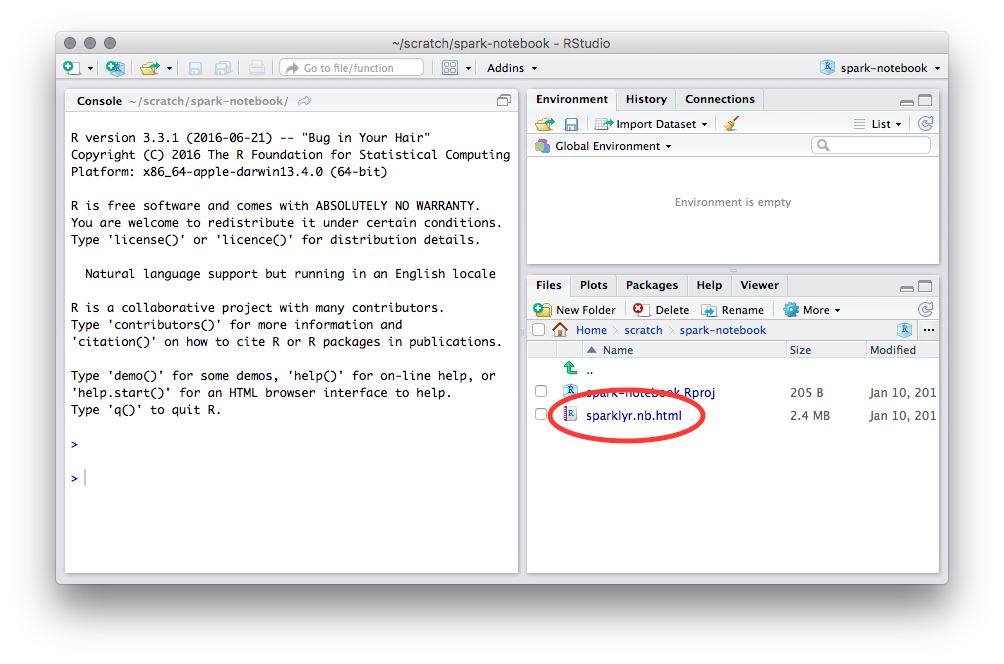 ~/scratch/spark-notebook - RStudio
Go to file/function
Addins
spark-notebook
Console ~/scratch/spark-notebook/
R version 3.3.1 (2016-06-21) -- "Bug in Your Hair"
Copyright (C) 2016 The R Foundation for Statistical Computing
Platform: x86_64-apple-darwin13.4.0 (64-bit)
R is free software and comes with ABSOLUTELY NO WARRANTY.
You are welcome to redistribute it under certain conditions.
Type 'license()' or 'licence()' for distribution details.
Natural language support but running in an English locale
R is a collaborative project with many contributors.
Type 'contributors()' for more information and
'citation()' on how to cite R or R packages in publications.
Type 'demo()' for some demos, 'help()' for on-line help, or
'help.start()' for an HTML browser interface to help.
Type 'q()' to quit R.
>
>
Environment History Connections
Import Dataset List
Global Environment
Environment is empty
Files Plots Packages Help Viewer
New Folder Delete Rename More
Home scratch spark-notebook ...
Name Size Modified
..
spark-notebook.Rproj 205 B Jan 10, 201
sparklyr.nb.html 2.4 MB Jan 10, 201